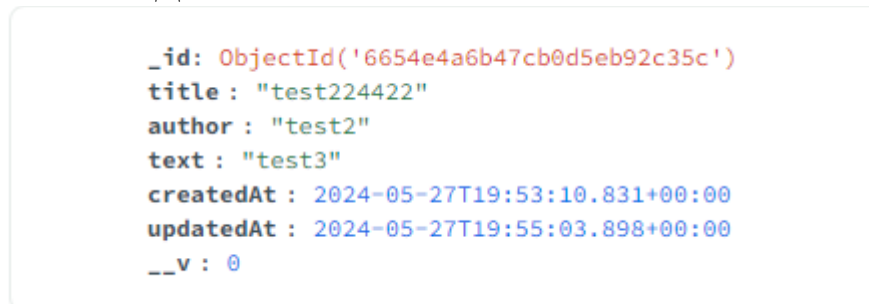 _id: ObjectId('6654e4a6b47cb0d5eb92c35c')
title : "test224422"
author : "test2"
text : "test3"
createdAt : 2024-05-27T19:53:10.831+00:00
updatedAt : 2024-05-27T19:55:03.898+00:00
__v : 0